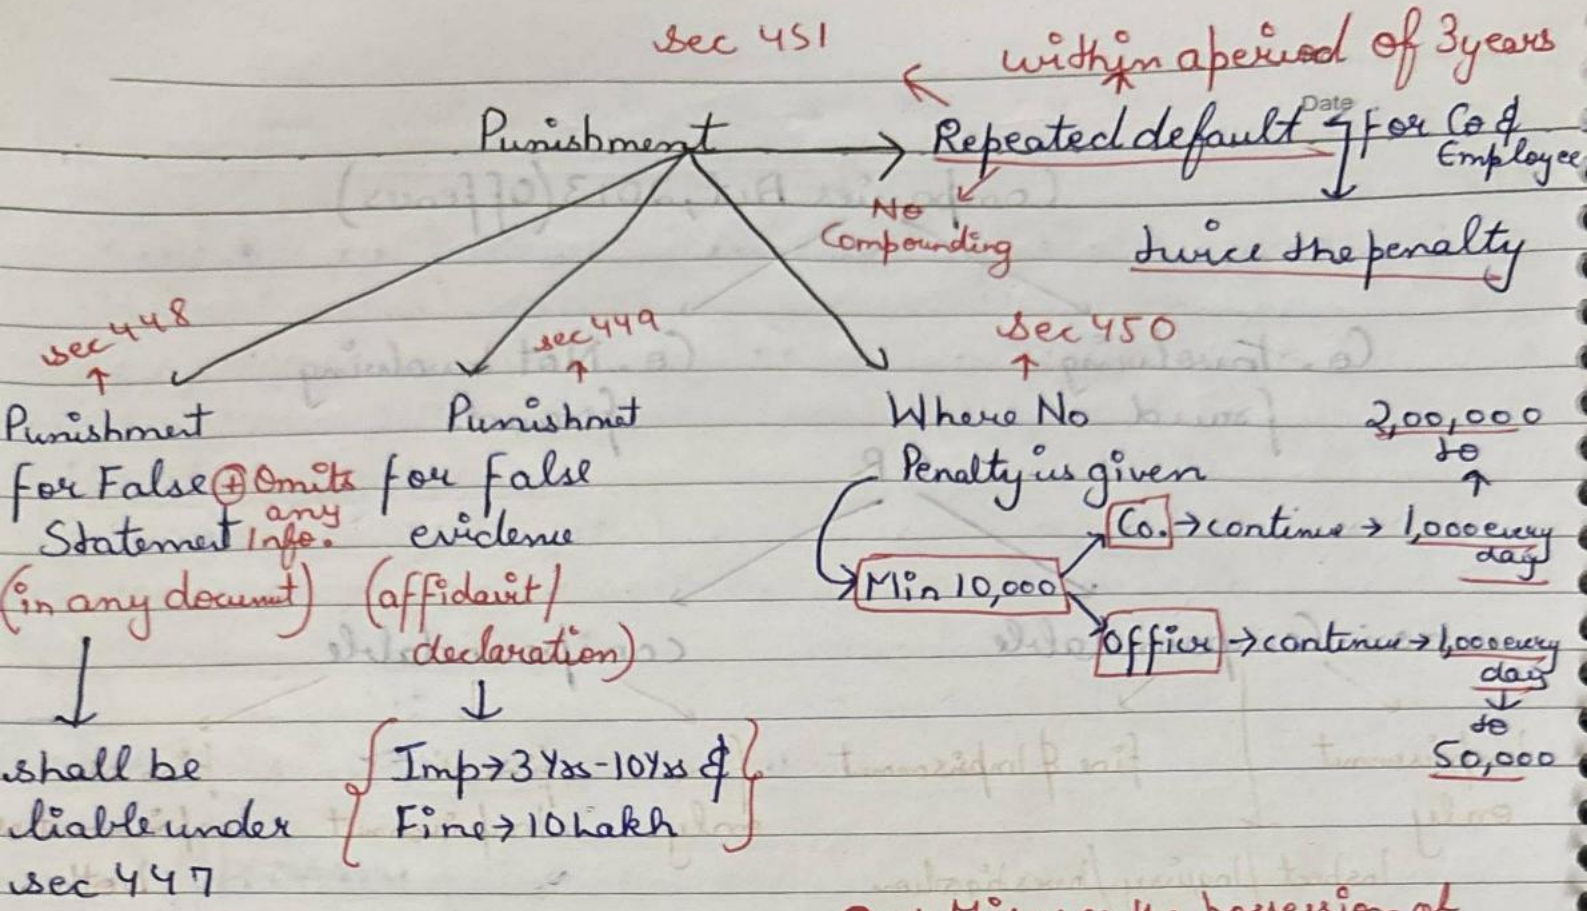 sec 451
within a period of 3 years
Date
Punishment → Repeated default → For Co & Employee
No
Compounding
twice the penalty
sec 448
sec 449
sec 450
Punishment
for False ⊕ Omits
any
Statement Info.
(in any documt)
shall be
liable under
sec 447
Punishmt
for false
evidence
(affidavit/
declaration)
Imp → 3 Yrs - 10 Yrs &
Fine → 10 Lakh
Where No
Penalty is given
Min 10,000
2,00,000
to
Co. → continue → 1,000 every
day
officer → continue → 1,000 every
day
to
50,000